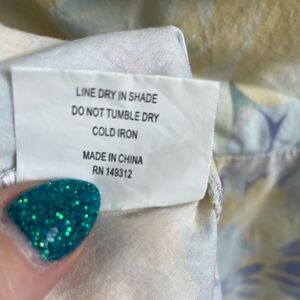 LINE DRY IN SHADE
DO NOT TUMBLE DRY
COLD IRON
MADE IN CHINA
RN 149312